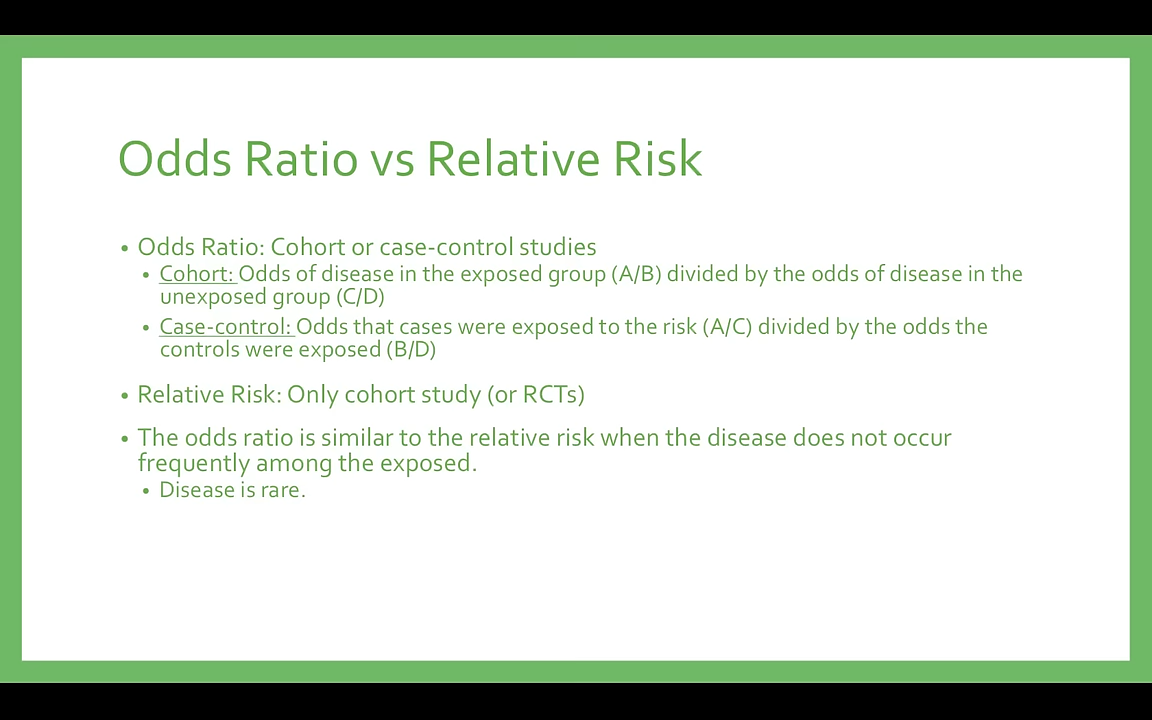 Odds Ratio vs Relative Risk
• Odds Ratio: Cohort or case-control studies
• Cohort: Odds of disease in the exposed group (A/B) divided by the odds of disease in the
unexposed group (C/D)
• Case-control: Odds that cases were exposed to the risk (A/C) divided by the odds the
controls were exposed (B/D)
• Relative Risk: Only cohort study (or RCTs)
• The odds ratio is similar to the relative risk when the disease does not occur
frequently among the exposed.
• Disease is rare.